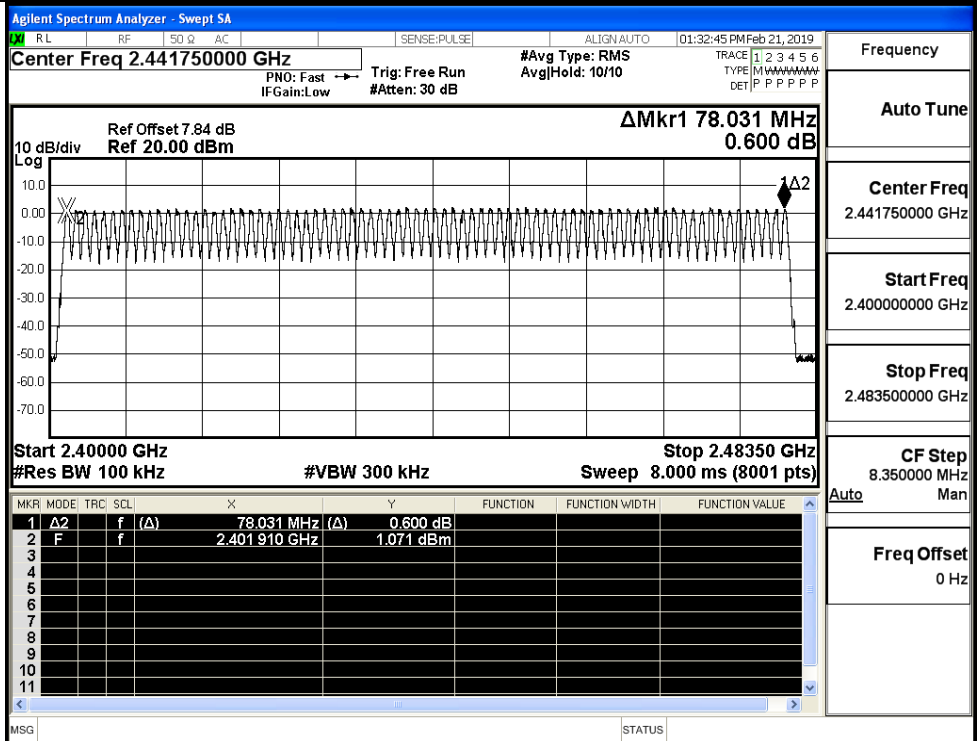 Agilent Spectrum Analyzer - Swept SA
LXI RL RF 50 Ω AC SENSE:PULSE ALIGN AUTO 01:32:45 PM Feb 21, 2019
Center Freq 2.441750000 GHz
PNO: Fast
IFGain:Low
Trig: Free Run
#Atten: 30 dB
#Avg Type: RMS
Avg|Hold: 10/10
TRACE 1 2 3 4 5 6
TYPE M W W W W W
DET P P P P P P
ΔMkr1 78.031 MHz
0.600 dB
Ref Offset 7.84 dB
10 dB/div Ref 20.00 dBm
Log
10.0
0.00
-10.0
-20.0
-30.0
-40.0
-50.0
-60.0
-70.0
2
1Δ2
Start 2.40000 GHz Stop 2.48350 GHz
#Res BW 100 kHz #VBW 300 kHz Sweep 8.000 ms (8001 pts)
MKR MODE TRC SCL X Y FUNCTION FUNCTION WIDTH FUNCTION VALUE
1 Δ2 f (Δ) 78.031 MHz (Δ) 0.600 dB
2 F f 2.401 910 GHz 1.071 dBm
3
4
5
6
7
8
9
10
11
MSG STATUS
Frequency
Auto Tune
Center Freq
2.441750000 GHz
Start Freq
2.400000000 GHz
Stop Freq
2.483500000 GHz
CF Step
8.350000 MHz
Auto Man
Freq Offset
0 Hz